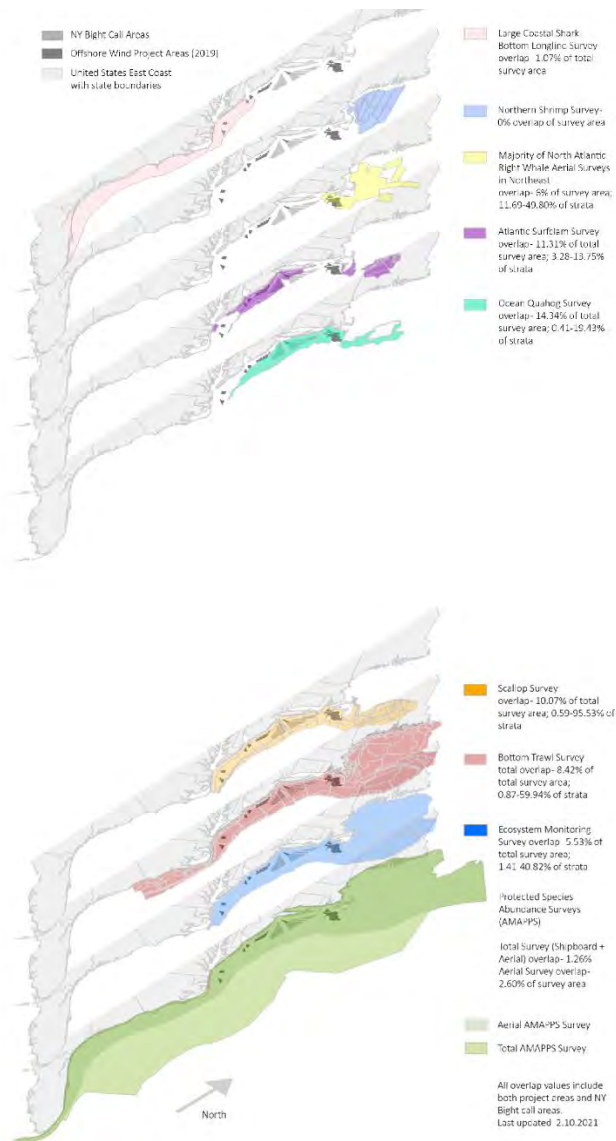 NY Bight Call Areas
Offshore Wind Project Areas (2019)
United States East Coast
with state boundaries
Large Coastal Shark
Bottom Longline Survey
overlap- 1.07% of total
survey area
Northern Shrimp Survey-
0% overlap of survey area
Majority of North Atlantic
Right Whale Aerial Surveys
in Northeast
overlap- 6% of survey area;
11.69-49.80% of strata
Atlantic Surfclam Survey
overlap- 11.31% of total
survey area; 3.28-13.75%
of strata
Ocean Quahog Survey
overlap- 14.34% of total
survey area; 0.41-19.43%
of strata
Scallop Survey
overlap- 10.07% of total
survey area; 0.59-95.53% of
strata
Bottom Trawl Survey
total overlap- 8.42% of
total survey area;
0.87-59.94% of strata
Ecosystem Monitoring
Survey overlap- 5.53% of
total survey area;
1.41-40.82% of strata
Protected Species
Abundance Surveys
(AMAPPS)
Total Survey (Shipboard +
Aerial) overlap- 1.26%
Aerial Survey overlap-
2.60% of survey area
Aerial AMAPPS Survey
Total AMAPPS Survey
North
All overlap values include
both project areas and NY
Bight call areas.
Last updated 2.10.2021